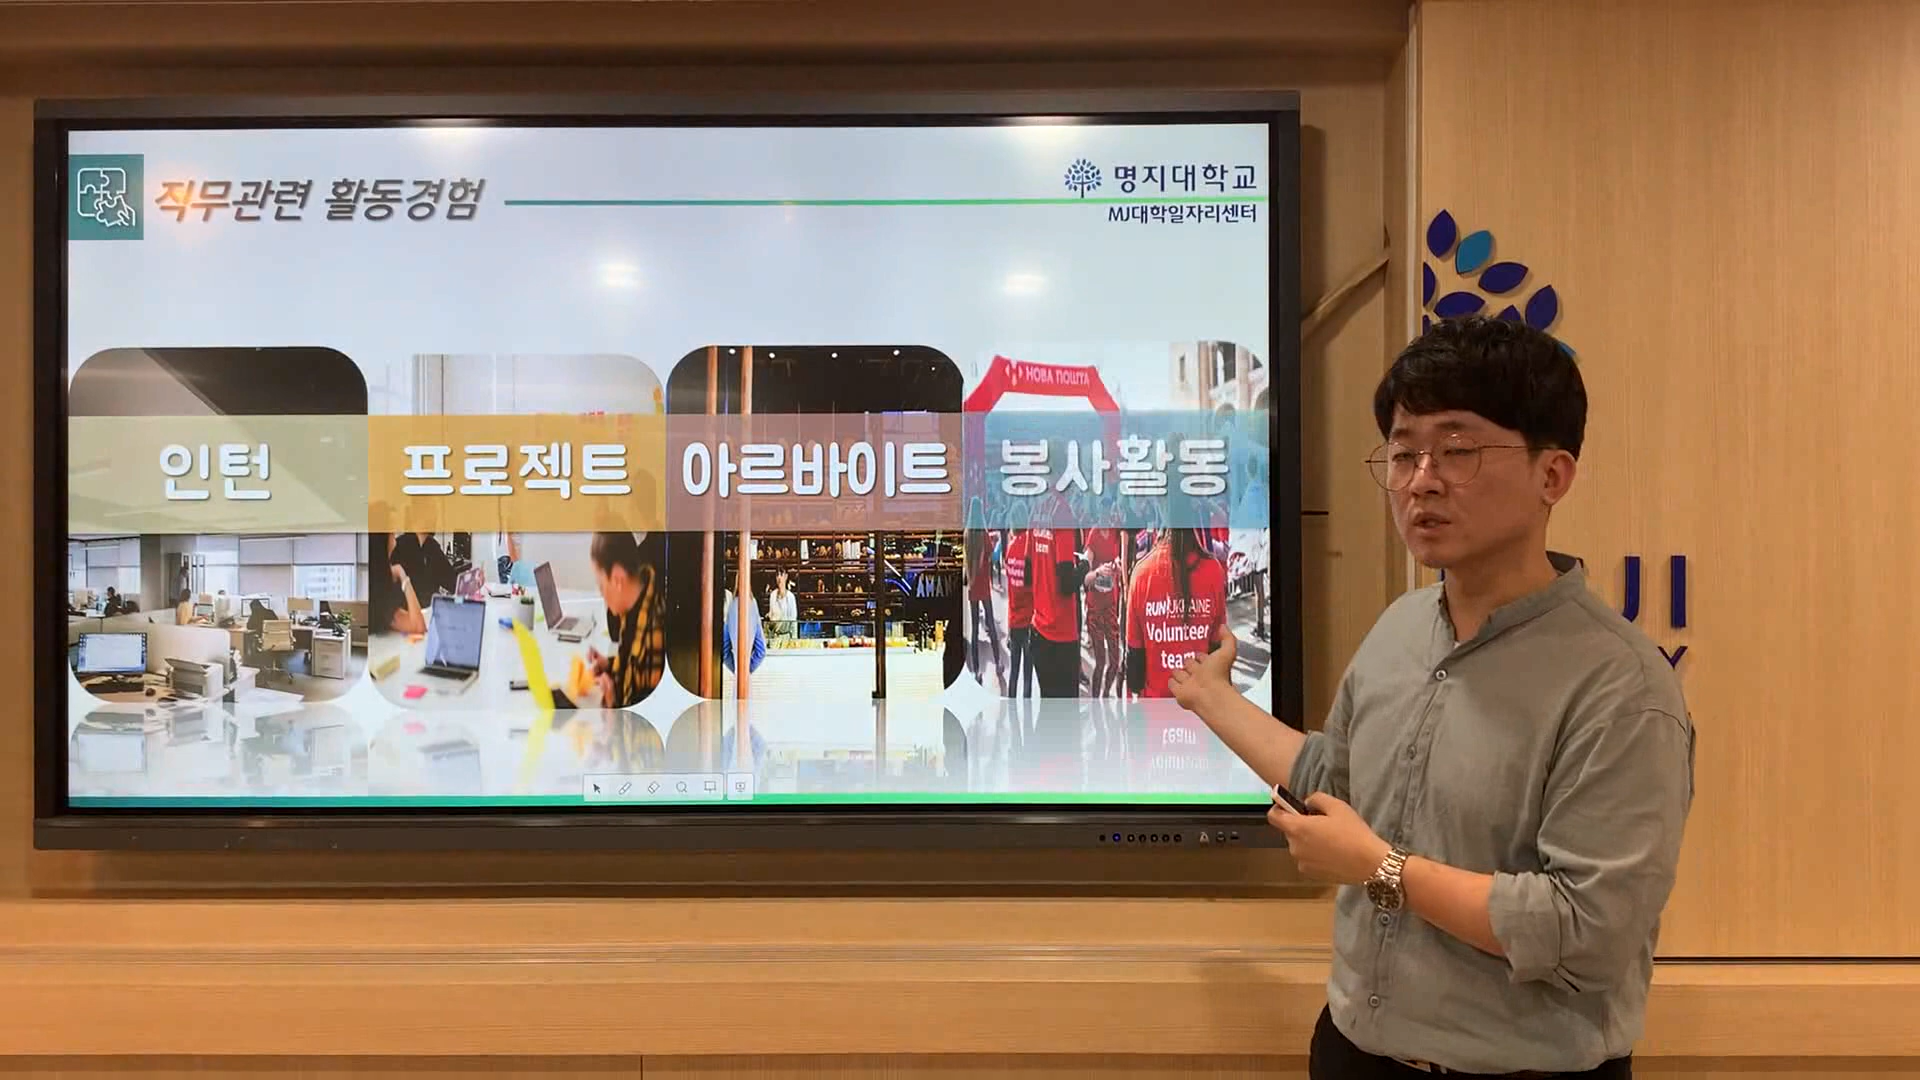 직무관련 활동경험
명지대학교
MJ대학일자리센터
НОВА ПОШТА
인턴
프로젝트
아르바이트
봉사활동
team
RUN UKRAINE
Volunteer
team
JI
Y